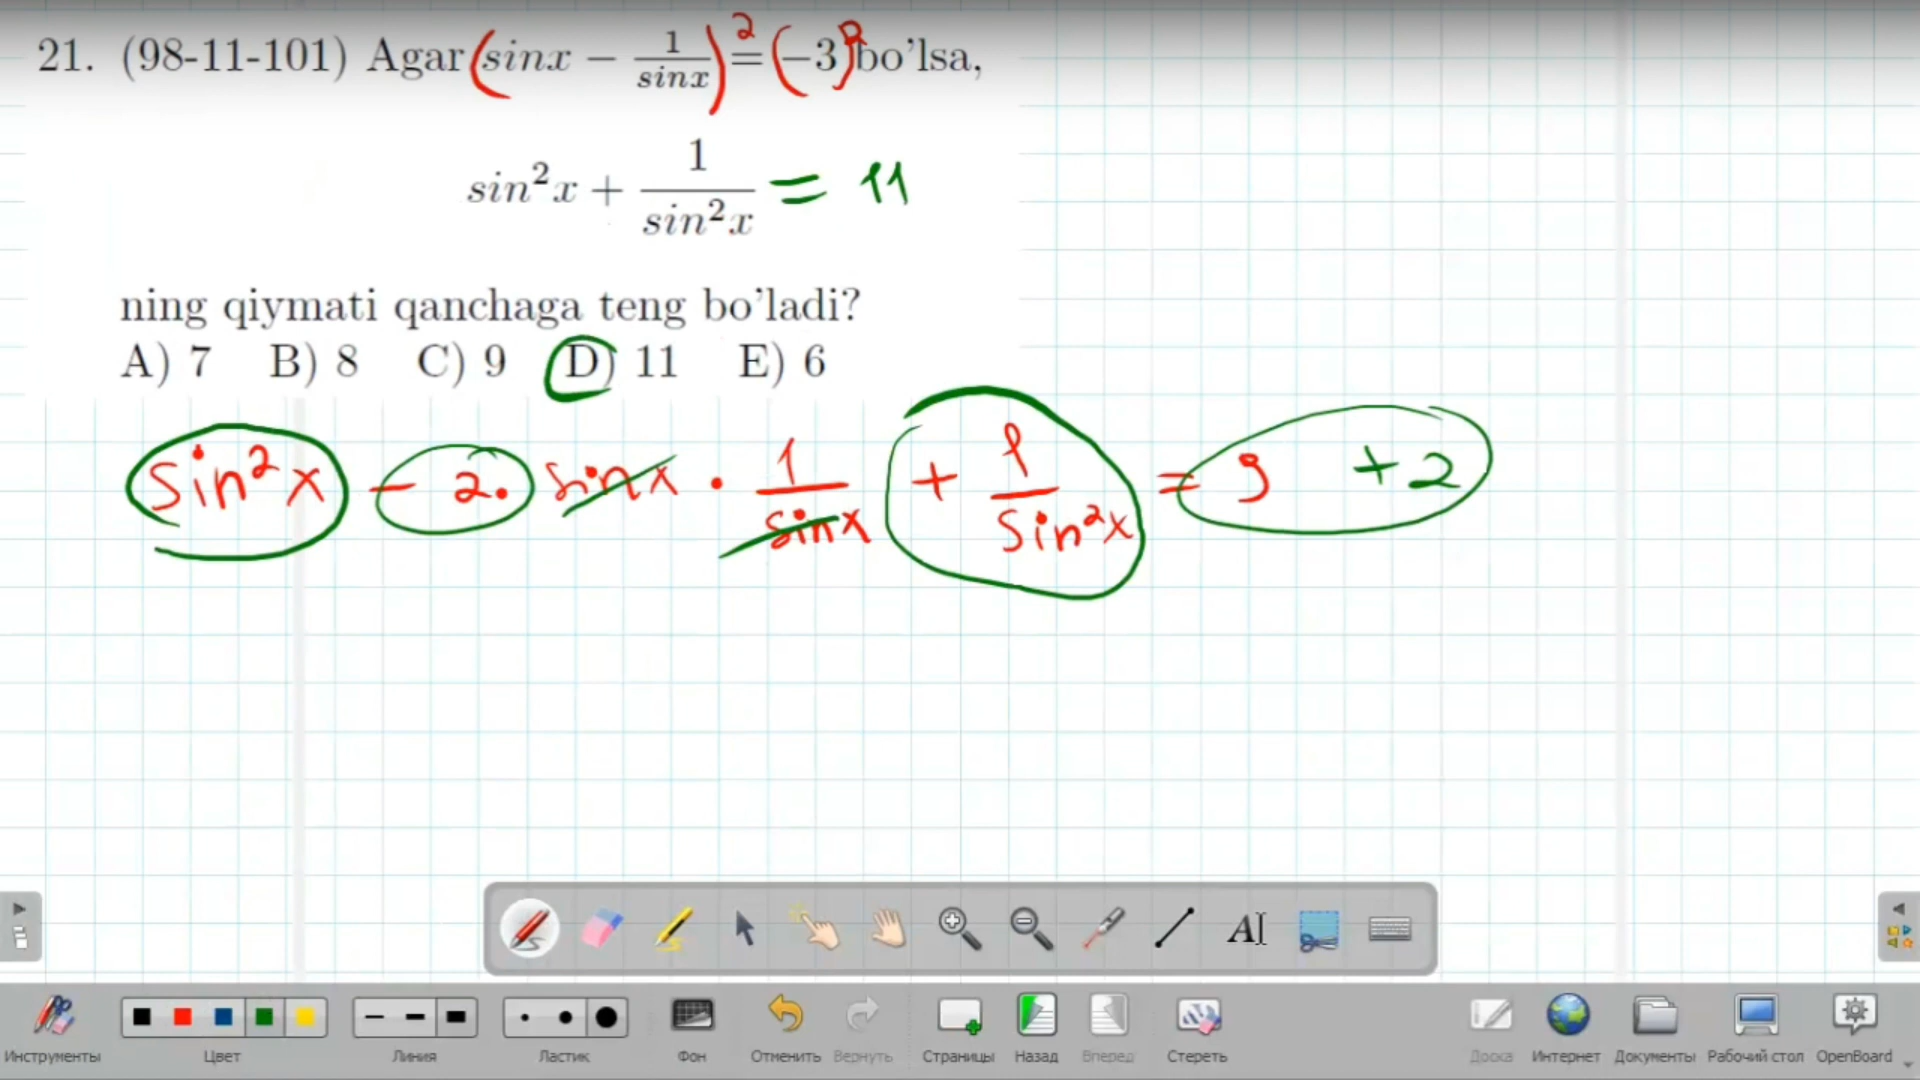 21. (98-11-101) Agar (sinx − 1/sinx)² = (−3)² bo'lsa,
sin²x + 1/sin²x = 11
ning qiymati qanchaga teng bo'ladi?
A) 7 B) 8 C) 9 D) 11 E) 6
sin²x − 2· sinx · 1/sinx + 1/sin²x = 9 +2
Инструменты Цвет Линия Ластик Фон Отменить Вернуть Страницы Назад Вперед Стереть Доска Интернет Документы Рабочий стол OpenBoard